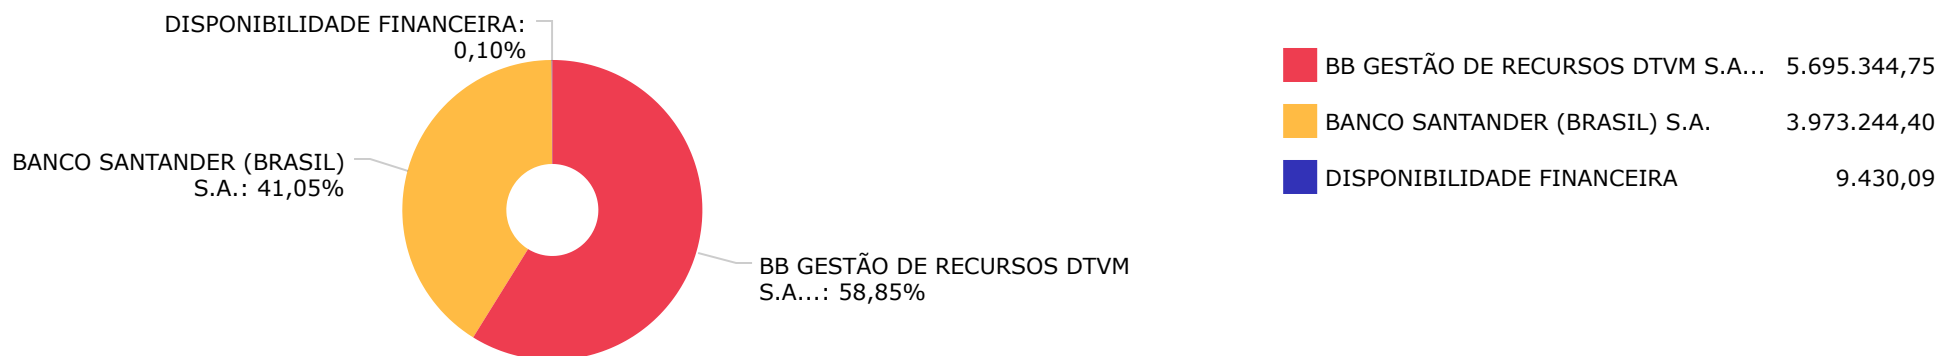 DISPONIBILIDADE FINANCEIRA:
0,10%
BANCO SANTANDER (BRASIL)
S.A.: 41,05%
BB GESTÃO DE RECURSOS DTVM
S.A...: 58,85%
BB GESTÃO DE RECURSOS DTVM S.A... 5.695.344,75
BANCO SANTANDER (BRASIL) S.A. 3.973.244,40
DISPONIBILIDADE FINANCEIRA 9.430,09